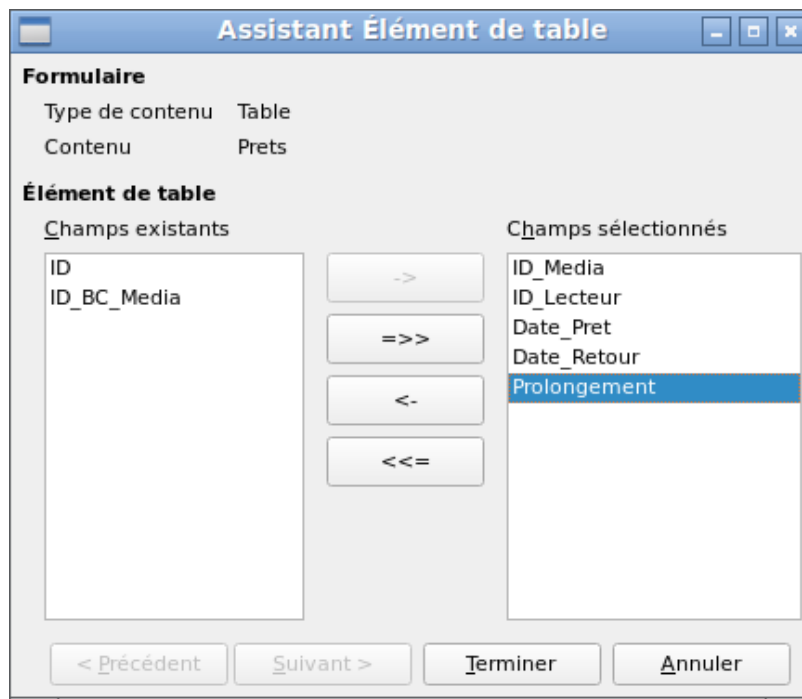 Assistant Élément de table
Formulaire
Type de contenu Table
Contenu Prets
Élément de table
Champs existants
ID
ID_BC_Media
->
=>>
<-
<<=
Champs sélectionnés
ID_Media
ID_Lecteur
Date_Pret
Date_Retour
Prolongement
< Précédent
Suivant >
Terminer
Annuler